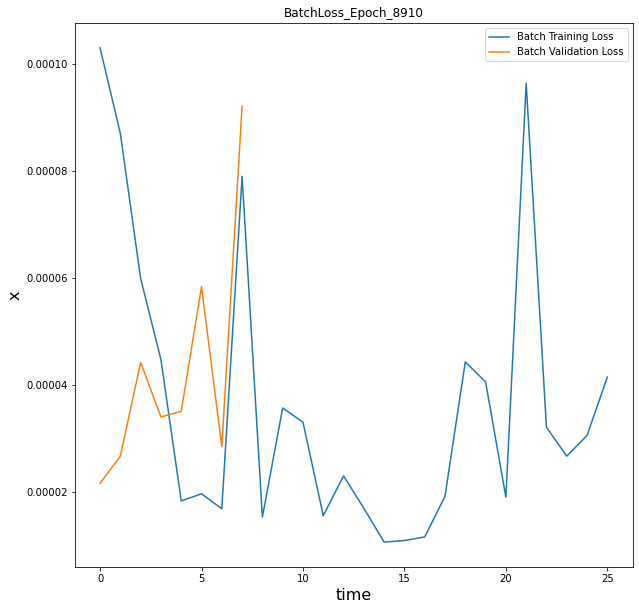 BatchLoss_Epoch_8910
Batch Training Loss
Batch Validation Loss
0.00010
0.00008
0.00006
0.00004
0.00002
x
0 5 10 15 20 25
time